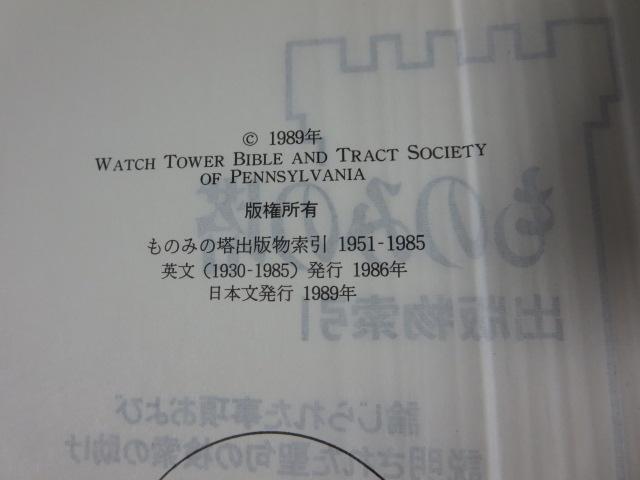 © 1989年
WATCH TOWER BIBLE AND TRACT SOCIETY
OF PENNSYLVANIA
版権所有
ものみの塔出版物索引 1951-1985
英文(1930-1985)発行 1986年
日本文発行 1989年
ものみの塔
出版物索引
論じられた事項および
説明された聖句の検索の助け